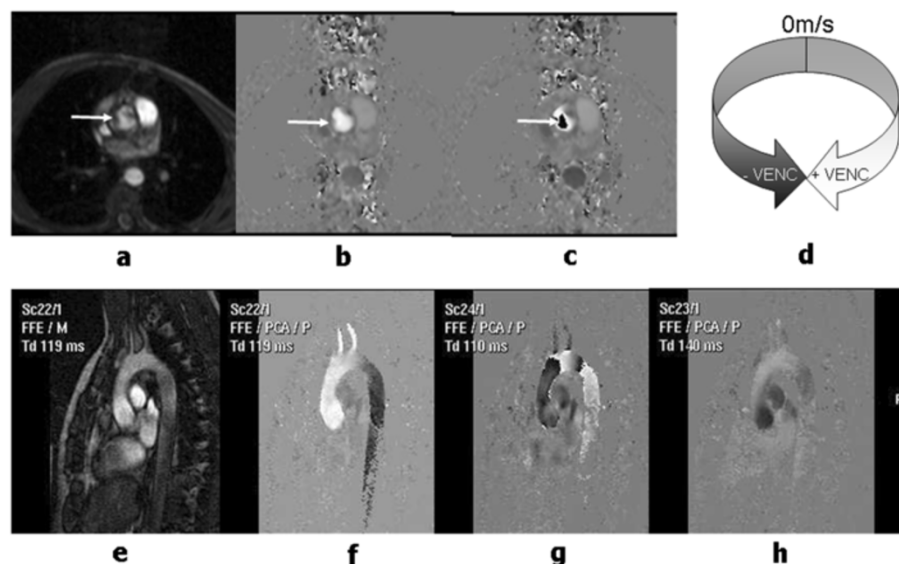 0m/s
- VENC
+ VENC
a
b
c
d
Sc22/1
FFE / M
Td 119 ms
Sc22/1
FFE / PCA / P
Td 119 ms
Sc24/1
FFE / PCA / P
Td 110 ms
Sc23/1
FFE / PCA / P
Td 140 ms
e
f
g
h